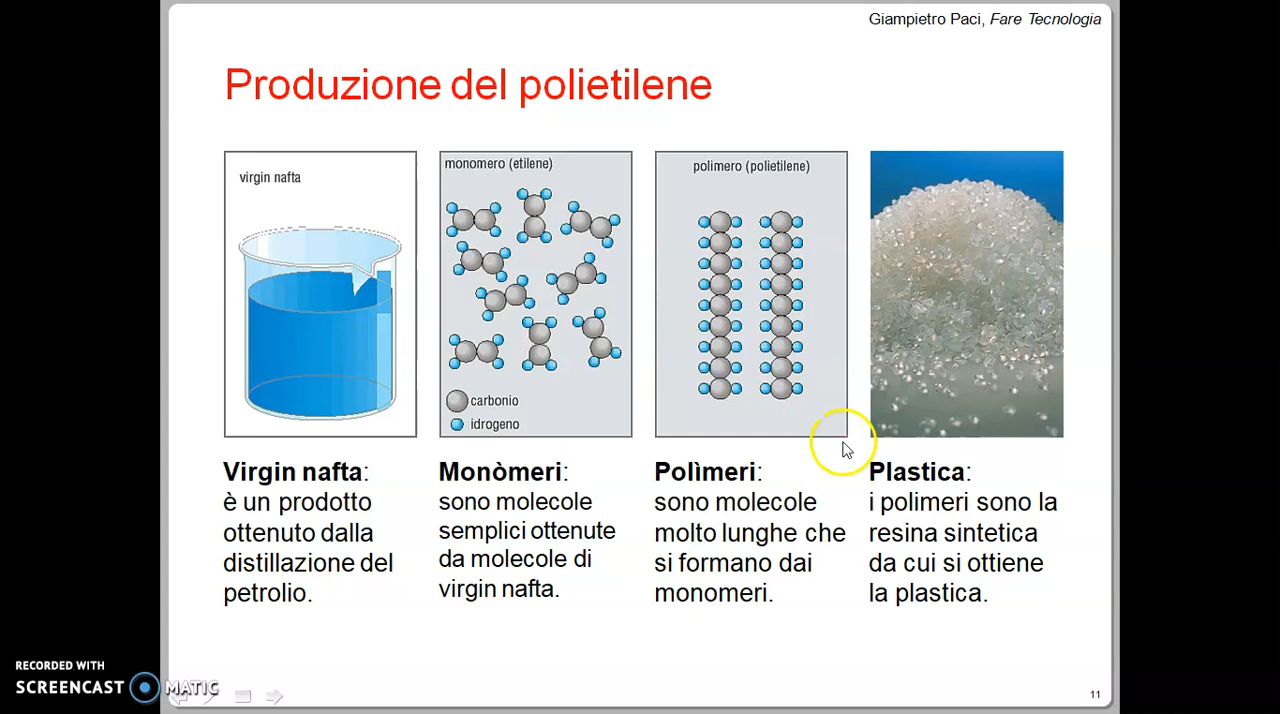 Giampietro Paci, Fare Tecnologia
Produzione del polietilene
virgin nafta
monomero (etilene)
carbonio
idrogeno
polimero (polietilene)
Virgin nafta:
è un prodotto
ottenuto dalla
distillazione del
petrolio.
Monòmeri:
sono molecole
semplici ottenute
da molecole di
virgin nafta.
Polìmeri:
sono molecole
molto lunghe che
si formano dai
monomeri.
Plastica:
i polimeri sono la
resina sintetica
da cui si ottiene
la plastica.
RECORDED WITH
SCREENCAST MATIC
11